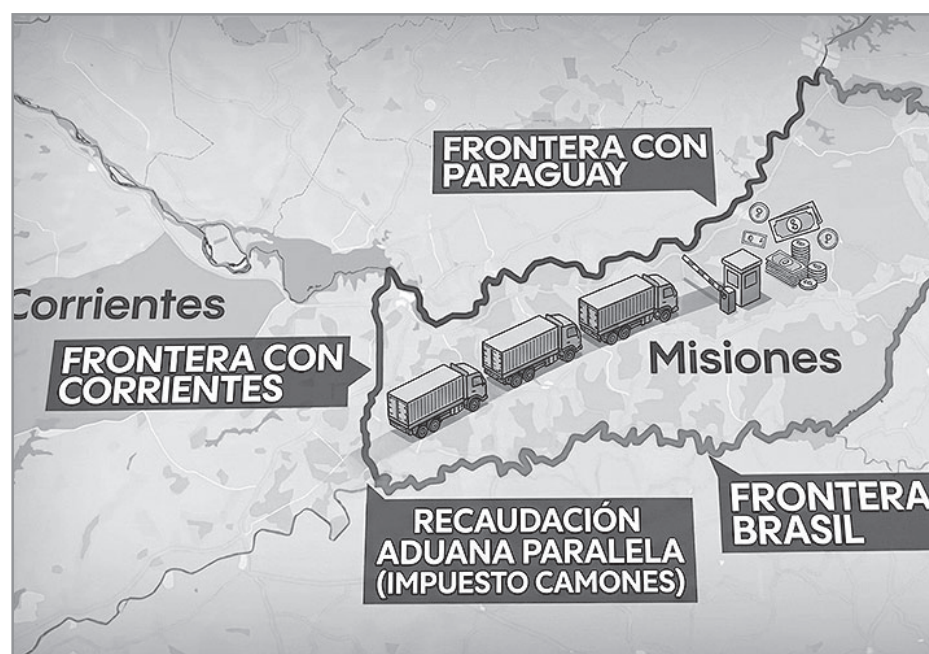 FRONTERA CON
PARAGUAY
Corrientes
FRONTERA CON
CORRIENTES
Misiones
RECAUDACIÓN
ADUANA PARALELA
(IMPUESTO CAMONES)
FRONTERA
BRASIL